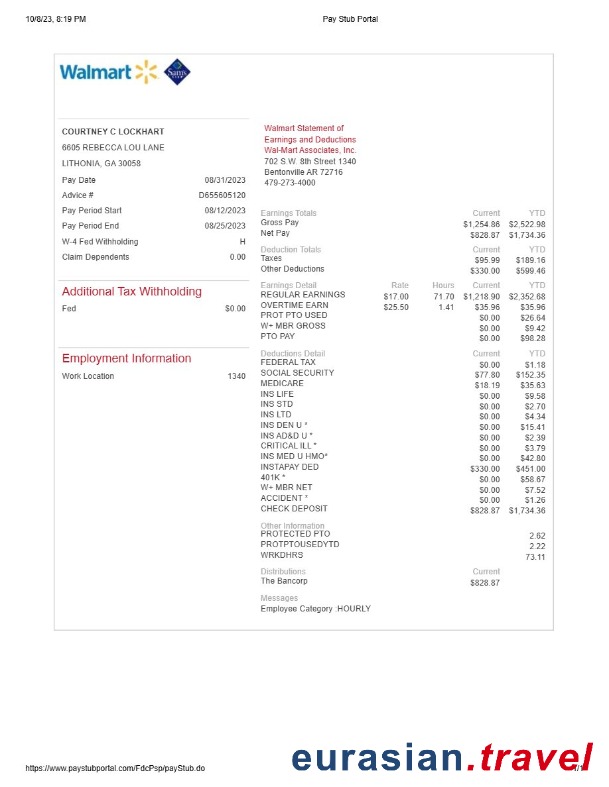 10/8/23, 8:19 PM Pay Stub Portal
Walmart Sam's
COURTNEY C LOCKHART
6605 REBECCA LOU LANE
LITHONIA, GA 30058
Pay Date 08/31/2023
Advice # D655605120
Pay Period Start 08/12/2023
Pay Period End 08/25/2023
W-4 Fed Withholding H
Claim Dependents 0.00
Additional Tax Withholding
Fed $0.00
Employment Information
Work Location 1340
Walmart Statement of
Earnings and Deductions
Wal-Mart Associates, Inc.
702 S.W. 8th Street 1340
Bentonville AR 72716
479-273-4000
Earnings Totals Current YTD
Gross Pay $1,254.86 $2,522.98
Net Pay $828.87 $1,734.36
Deduction Totals Current YTD
Taxes $95.99 $189.16
Other Deductions $330.00 $599.46
Earnings Detail Rate Hours Current YTD
REGULAR EARNINGS $17.00 71.70 $1,218.90 $2,352.68
OVERTIME EARN $25.50 1.41 $35.96 $35.96
PROT PTO USED $0.00 $26.64
W+ MBR GROSS $0.00 $9.42
PTO PAY $0.00 $98.28
Deductions Detail Current YTD
FEDERAL TAX $0.00 $1.18
SOCIAL SECURITY $77.80 $152.35
MEDICARE $18.19 $35.63
INS LIFE $0.00 $9.58
INS STD $0.00 $2.70
INS LTD $0.00 $4.34
INS DEN U * $0.00 $15.41
INS AD&D U * $0.00 $2.39
CRITICAL ILL * $0.00 $3.79
INS MED U HMO* $0.00 $42.80
INSTAPAY DED $330.00 $451.00
401K * $0.00 $58.67
W+ MBR NET $0.00 $7.52
ACCIDENT * $0.00 $1.26
CHECK DEPOSIT $828.87 $1,734.36
Other Information
PROTECTED PTO 2.62
PROTPTOUSEDYTD 2.22
WRKDHRS 73.11
Distributions Current
The Bancorp $828.87
Messages
Employee Category :HOURLY
eurasian.travel
https://www.paystubportal.com/FdcPsp/payStub.do